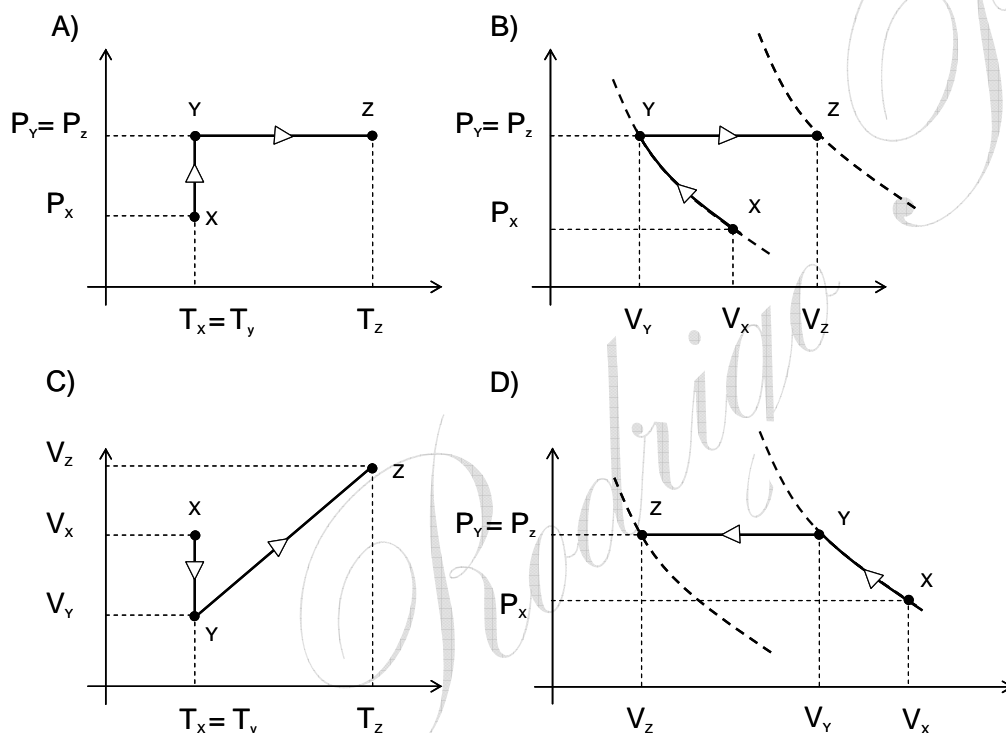 A)
B)
Y
Z
P_Y = P_z
X
P_X
T_x = T_y
T_Z
Y
Z
P_Y = P_z
X
P_X
V_Y
V_X
V_Z
C)
D)
V_Z
Z
X
V_X
V_Y
Y
T_x = T_y
T_Z
Z
Y
P_Y = P_z
X
P_X
V_Z
V_Y
V_X
Rodrigo